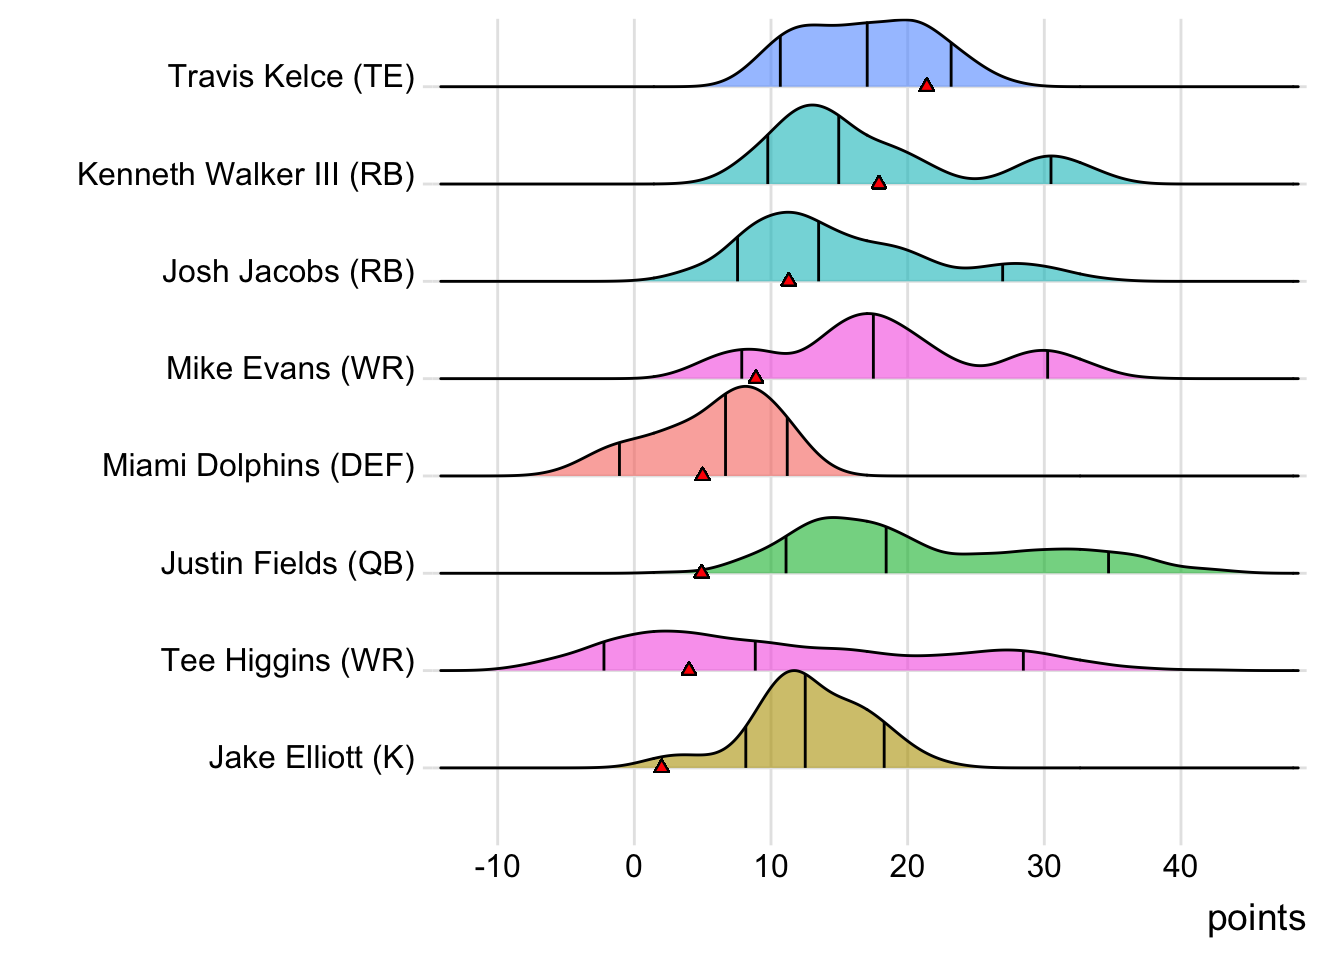 Travis Kelce (TE)
Kenneth Walker III (RB)
Josh Jacobs (RB)
Mike Evans (WR)
Miami Dolphins (DEF)
Justin Fields (QB)
Tee Higgins (WR)
Jake Elliott (K)
-10 0 10 20 30 40
points